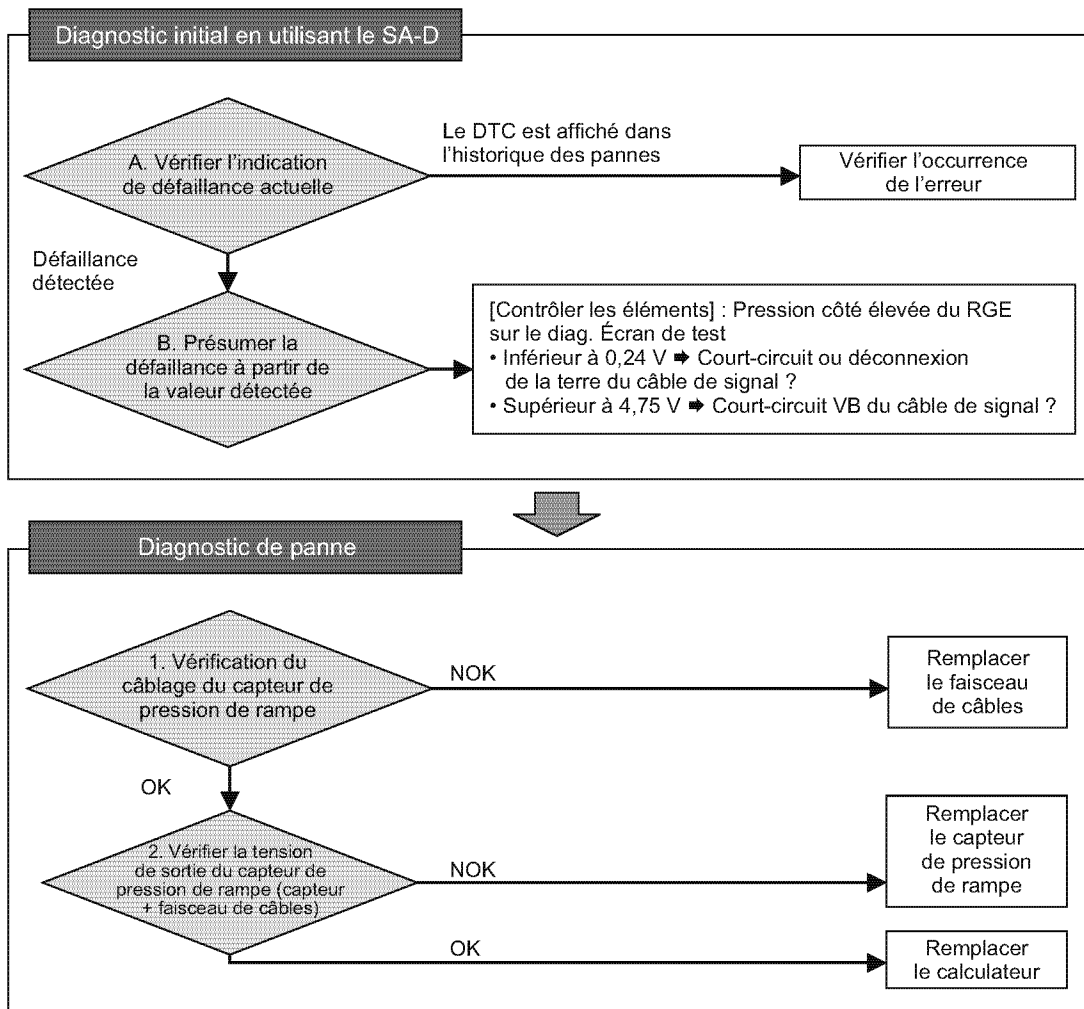 Diagnostic initial en utilisant le SA-D
A. Vérifier l'indication
de défaillance actuelle
Le DTC est affiché dans
l'historique des pannes
Vérifier l'occurrence
de l'erreur
Défaillance
détectée
B. Présumer la
défaillance à partir de
la valeur détectée
[Contrôler les éléments] : Pression côté élevée du RGE
sur le diag. Écran de test
• Inférieur à 0,24 V ➡ Court-circuit ou déconnexion
de la terre du câble de signal ?
• Supérieur à 4,75 V ➡ Court-circuit VB du câble de signal ?
Diagnostic de panne
1. Vérification du
câblage du capteur de
pression de rampe
NOK
Remplacer
le faisceau
de câbles
OK
2. Vérifier la tension
de sortie du capteur de
pression de rampe (capteur
+ faisceau de câbles)
NOK
Remplacer
le capteur
de pression
de rampe
OK
Remplacer
le calculateur